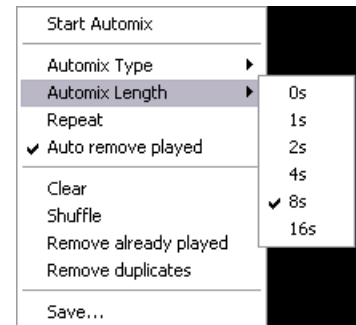 Start Automix
Automix Type
Automix Length
Repeat
Auto remove played
Clear
Shuffle
Remove already played
Remove duplicates
Save...
0s
1s
2s
4s
8s
16s